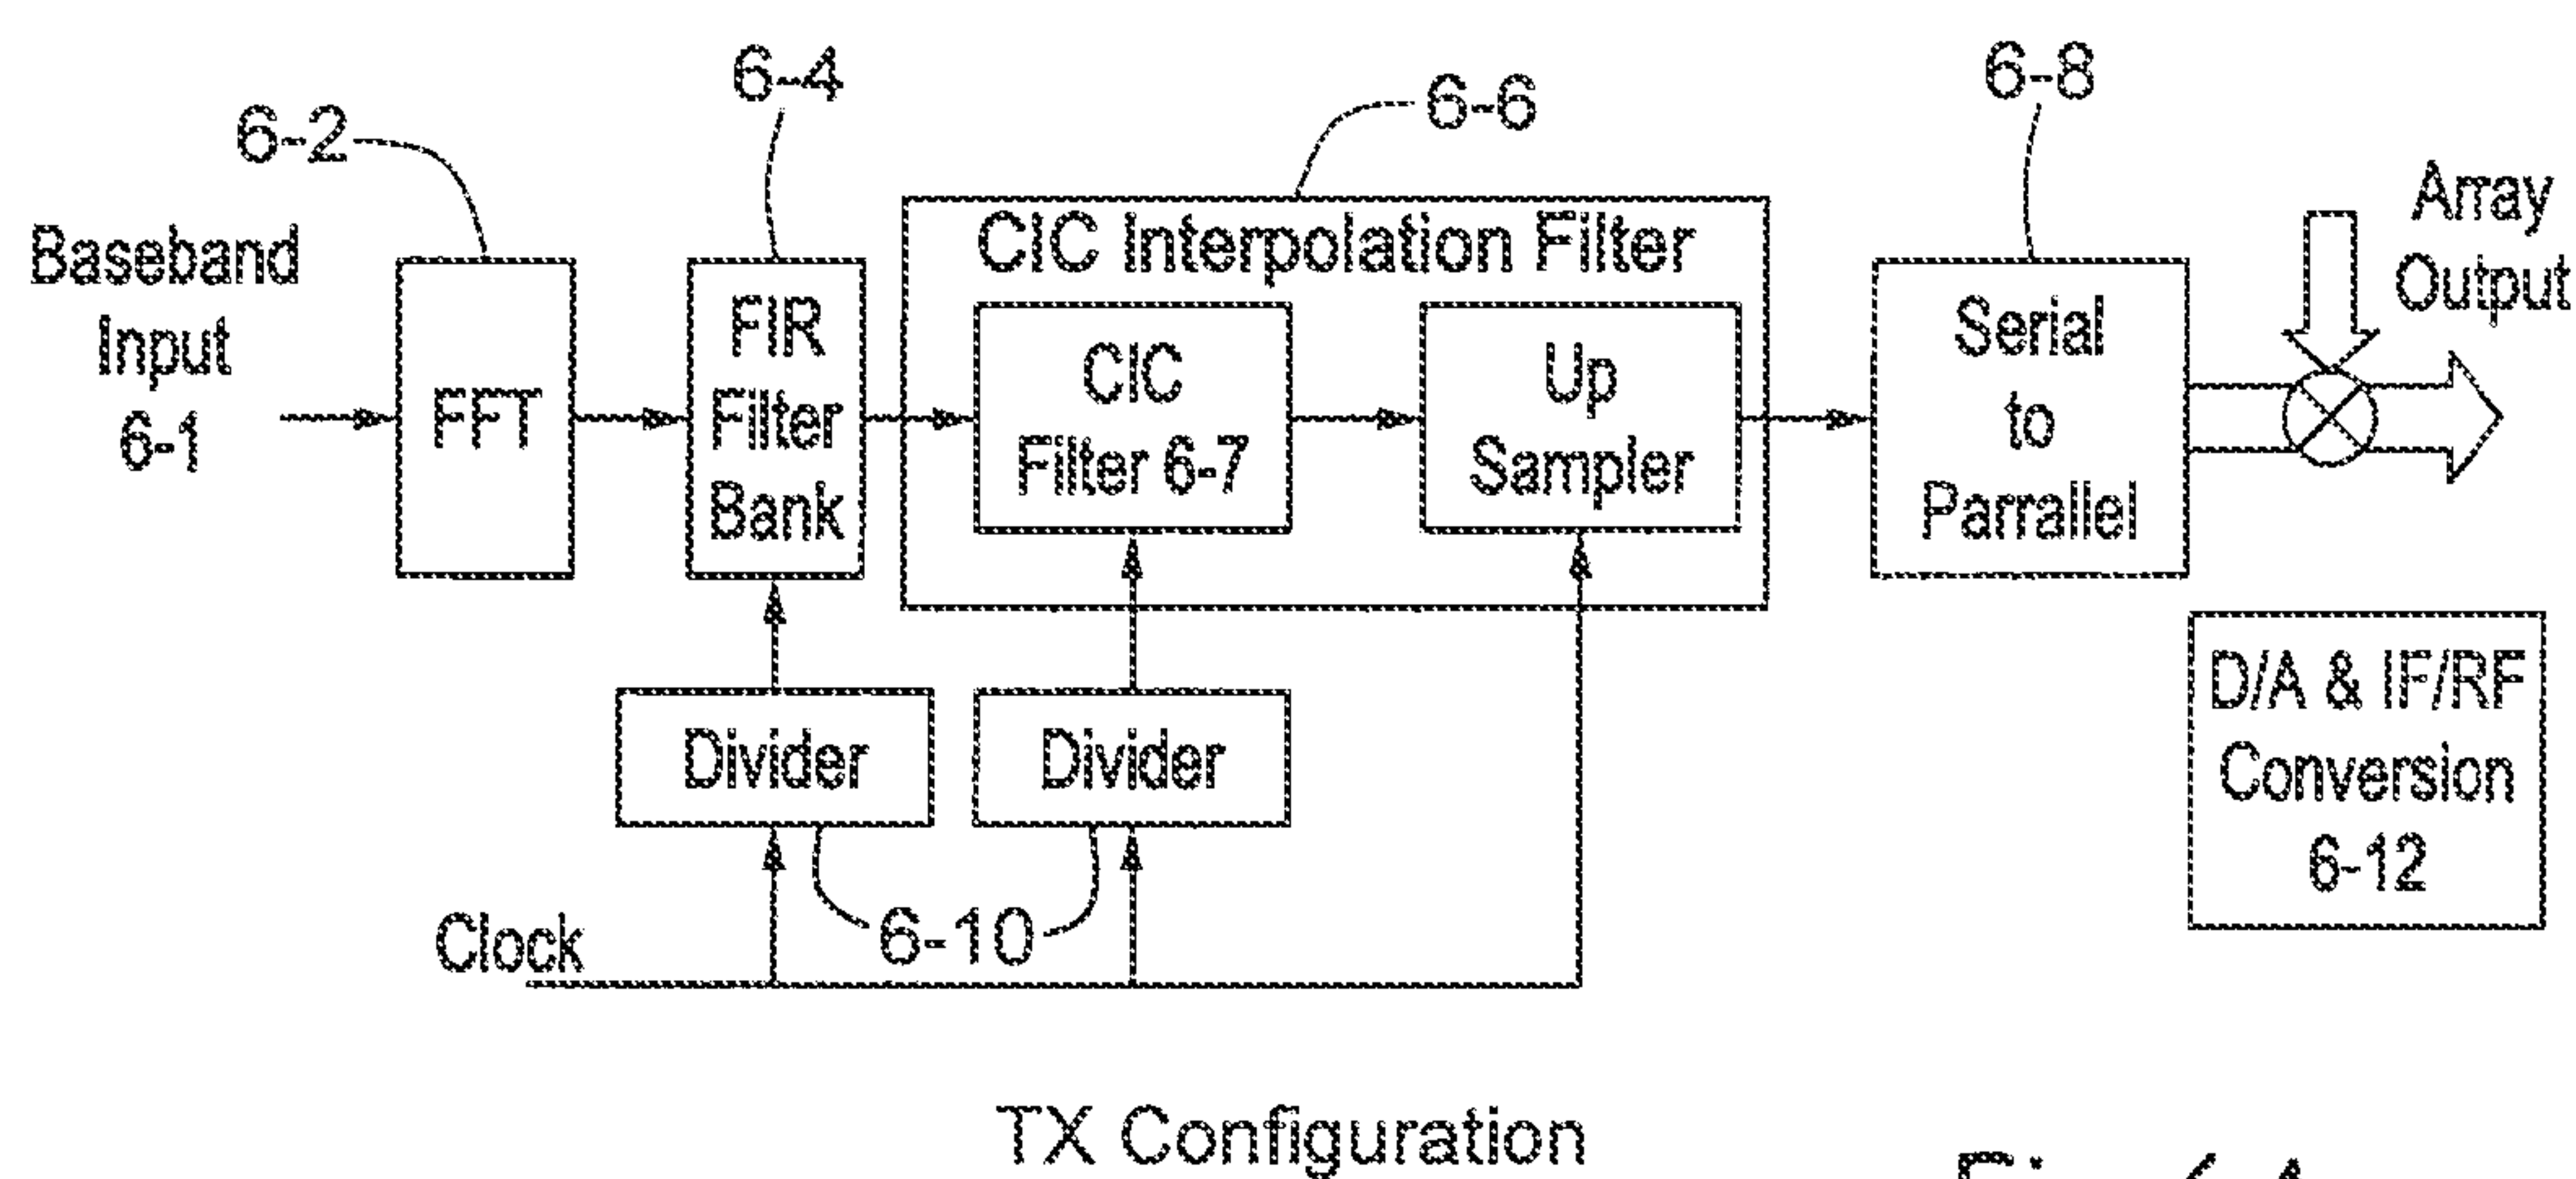 6-2
6-4
6-6
6-8
Baseband
Input
6-1
FFT
FIR
Filter
Bank
CIC Interpolation Filter
CIC
Filter 6-7
Up
Sampler
Serial
to
Parrallel
Array
Output
Divider
Divider
6-10
Clock
D/A & IF/RF
Conversion
6-12
TX Configuration